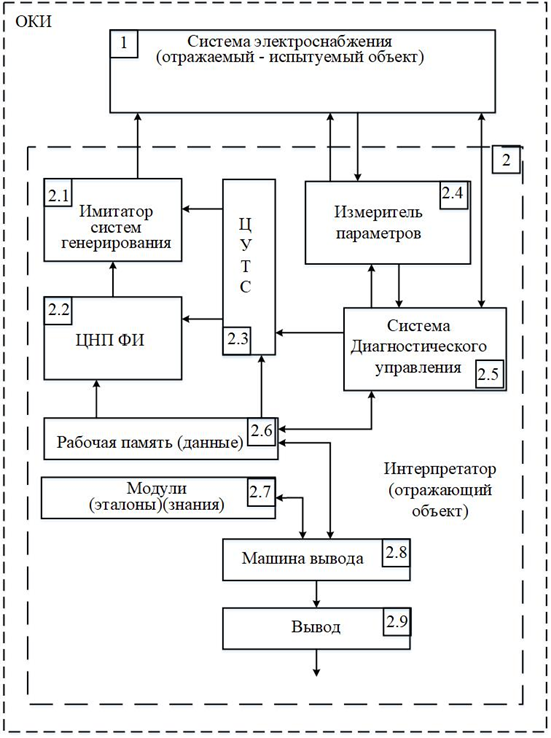 ОКИ
1
Система электроснабжения
(отражаемый - испытуемый объект)
2
2.1
Имитатор
систем
генерирования
Ц
У
Т
С
2.3
2.4
Измеритель
параметров
2.2
ЦНП ФИ
Система
Диагностического
управления
2.5
Рабочая память (данные)
2.6
Модули
(эталоны)(знания)
2.7
Интерпретатор
(отражающий
объект)
Машина вывода
2.8
Вывод
2.9